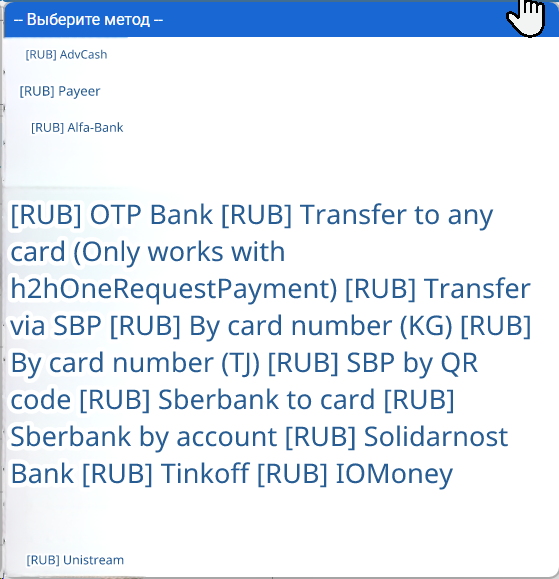 -- Выберите метод --
[RUB] AdvCash
[RUB] Payeer
[RUB] Alfa-Bank
[RUB] OTP Bank [RUB] Transfer to any
card (Only works with
h2hOneRequestPayment) [RUB] Transfer
via SBP [RUB] By card number (KG) [RUB]
By card number (TJ) [RUB] SBP by QR
code [RUB] Sberbank to card [RUB]
Sberbank by account [RUB] Solidarnost
Bank [RUB] Tinkoff [RUB] IOMoney
[RUB] Unistream